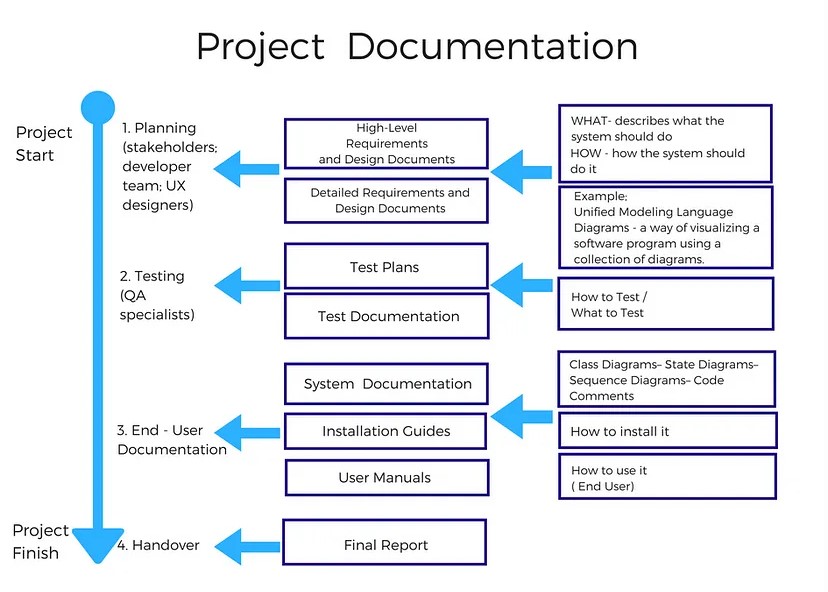 Project Documentation
Project
Start
1. Planning
(stakeholders;
developer
team; UX
designers)
High-Level
Requirements
and Design Documents
Detailed Requirements and
Design Documents
WHAT- describes what the
system should do
HOW - how the system should
do it
Example;
Unified Modeling Language
Diagrams - a way of visualizing a
software program using a
collection of diagrams.
2. Testing
(QA
specialists)
Test Plans
Test Documentation
How to Test /
What to Test
3. End - User
Documentation
System Documentation
Installation Guides
User Manuals
Class Diagrams– State Diagrams–
Sequence Diagrams– Code
Comments
How to install it
How to use it
( End User)
Project
Finish
4. Handover
Final Report